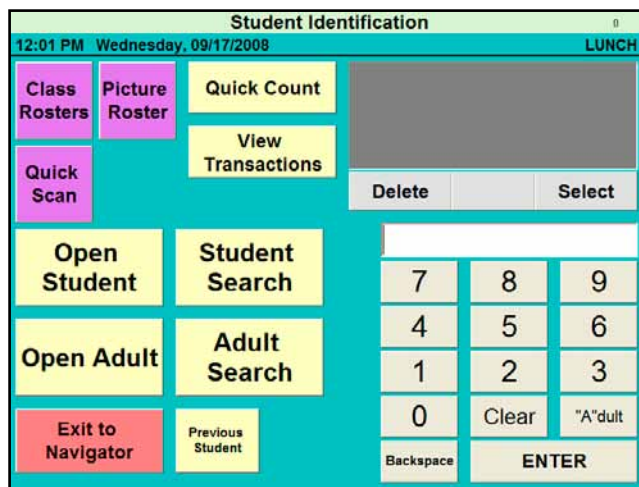 Student Identification
0
12:01 PM Wednesday, 09/17/2008
LUNCH
Class
Rosters
Picture
Roster
Quick Count
View
Transactions
Quick
Scan
Delete
Select
Open
Student
Student
Search
7 8 9
4 5 6
Open Adult
Adult
Search
1 2 3
0 Clear "A"dult
Exit to
Navigator
Previous
Student
Backspace
ENTER